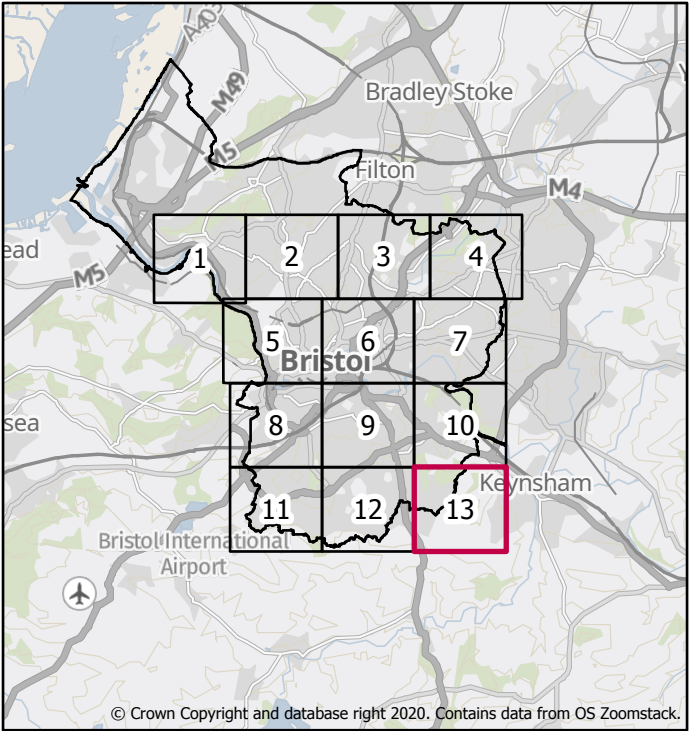 A403
M49
Bradley Stoke
M5
Filton
M4
ead
M5
1
2
3
4
5
6
7
Bristol
sea
8
9
10
Keynsham
11
12
13
Bristol International
Airport
© Crown Copyright and database right 2020. Contains data from OS Zoomstack.